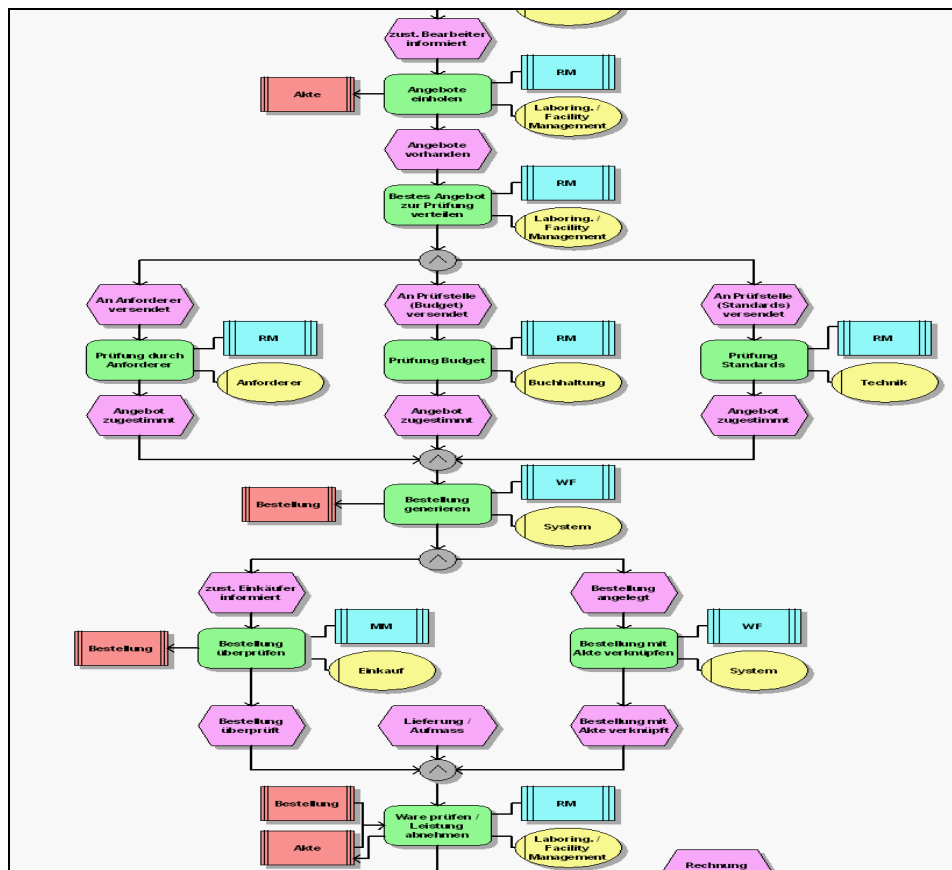 zust. Bearbeiter
informiert
RM
Akte
Angebote
einholen
Laboring. /
Facility
Management
Angebote
vorhanden
RM
Bestes Angebot
zur Prüfung
verteilen
Laboring. /
Facility
Management
An Anforderer
versendet
An Prüfstelle
(Budget)
versendet
An Prüfstelle
(Standards)
versendet
RM
RM
RM
Prüfung durch
Anforderer
Prüfung Budget
Prüfung
Standards
Anforderer
Buchhaltung
Technik
Angebot
zugestimmt
Angebot
zugestimmt
Angebot
zugestimmt
WF
Bestellung
Bestellung
generieren
System
zust. Einkäufer
informiert
Bestellung
angelegt
MM
WF
Bestellung
Bestellung
überprüfen
Bestellung mit
Akte verknüpfen
Einkauf
System
Bestellung
überprüft
Lieferung /
Aufmass
Bestellung mit
Akte verknüpft
Bestellung
RM
Ware prüfen /
Leistung
abnehmen
Akte
Laboring. /
Facility
Management
Rechnung